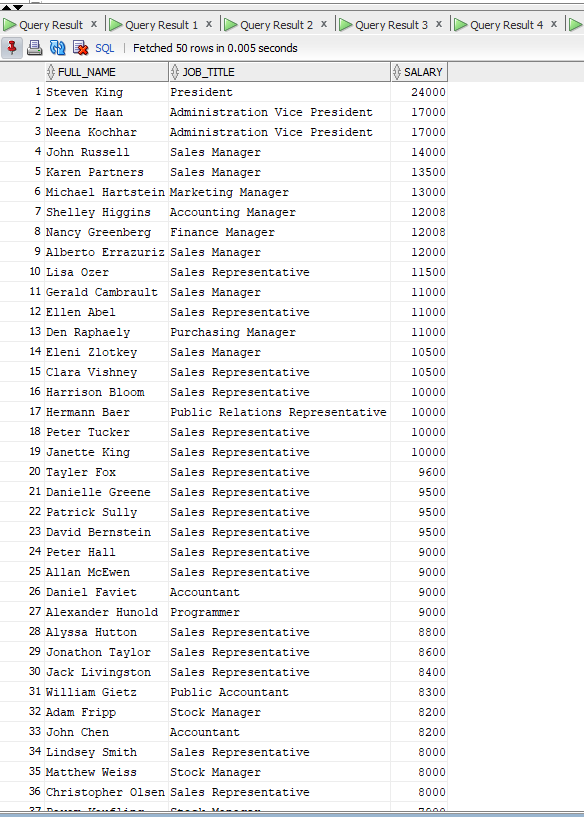 Query Result x Query Result 1 x Query Result 2 x Query Result 3 x Query Result 4 x
SQL | Fetched 50 rows in 0.005 seconds
FULL_NAME JOB_TITLE SALARY
1 Steven King President 24000
2 Lex De Haan Administration Vice President 17000
3 Neena Kochhar Administration Vice President 17000
4 John Russell Sales Manager 14000
5 Karen Partners Sales Manager 13500
6 Michael Hartstein Marketing Manager 13000
7 Shelley Higgins Accounting Manager 12008
8 Nancy Greenberg Finance Manager 12008
9 Alberto Errazuriz Sales Manager 12000
10 Lisa Ozer Sales Representative 11500
11 Gerald Cambrault Sales Manager 11000
12 Ellen Abel Sales Representative 11000
13 Den Raphaely Purchasing Manager 11000
14 Eleni Zlotkey Sales Manager 10500
15 Clara Vishney Sales Representative 10500
16 Harrison Bloom Sales Representative 10000
17 Hermann Baer Public Relations Representative 10000
18 Peter Tucker Sales Representative 10000
19 Janette King Sales Representative 10000
20 Tayler Fox Sales Representative 9600
21 Danielle Greene Sales Representative 9500
22 Patrick Sully Sales Representative 9500
23 David Bernstein Sales Representative 9500
24 Peter Hall Sales Representative 9000
25 Allan McEwen Sales Representative 9000
26 Daniel Faviet Accountant 9000
27 Alexander Hunold Programmer 9000
28 Alyssa Hutton Sales Representative 8800
29 Jonathon Taylor Sales Representative 8600
30 Jack Livingston Sales Representative 8400
31 William Gietz Public Accountant 8300
32 Adam Fripp Stock Manager 8200
33 John Chen Accountant 8200
34 Lindsey Smith Sales Representative 8000
35 Matthew Weiss Stock Manager 8000
36 Christopher Olsen Sales Representative 8000
37 Stock Manager